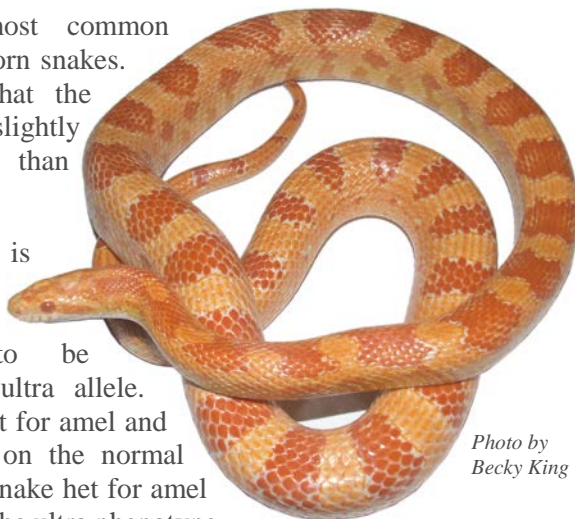 most common
orn snakes.
hat the
slightly
than
is
to be
ultra allele.
t for amel and
on the normal
snake het for amel
Photo by
Becky King